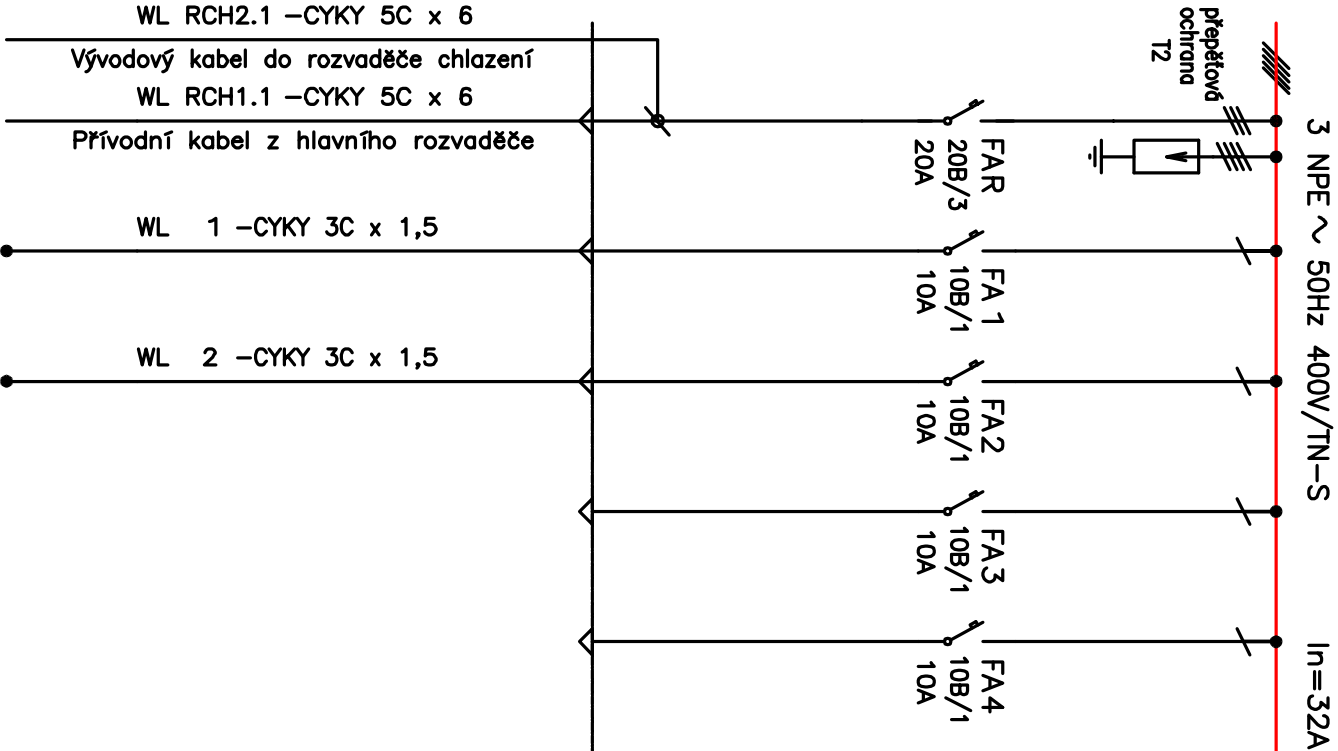 WL RCH2.1 –CYKY 5C x 6
Vývodový kabel do rozvaděče chlazení
WL RCH1.1 –CYKY 5C x 6
Přívodní kabel z hlavního rozvaděče
WL 1 –CYKY 3C x 1,5
WL 2 –CYKY 3C x 1,5
přepěťová
ochrana
T2
3 NPE ~ 50Hz 400V/TN–S
In=32A
FAR
20B/3
20A
FA 1
10B/1
10A
FA2
10B/1
10A
FA3
10B/1
10A
FA4
10B/1
10A